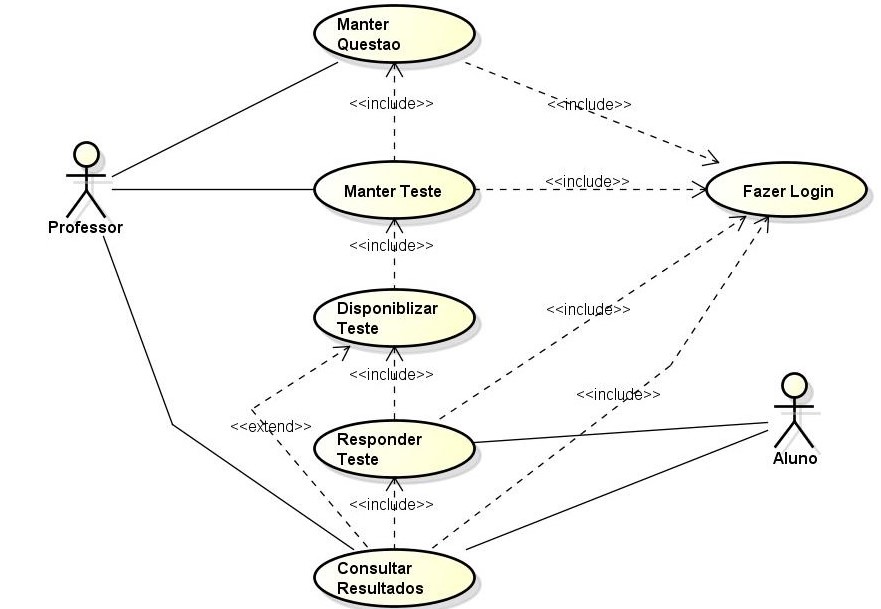 Manter
Questao
<<include>>
<<include>>
Manter Teste
<<include>>
Fazer Login
Professor
<<include>>
Disponiblizar
Teste
<<include>>
<<include>>
<<include>>
<<extend>>
Responder
Teste
Aluno
<<include>>
Consultar
Resultados